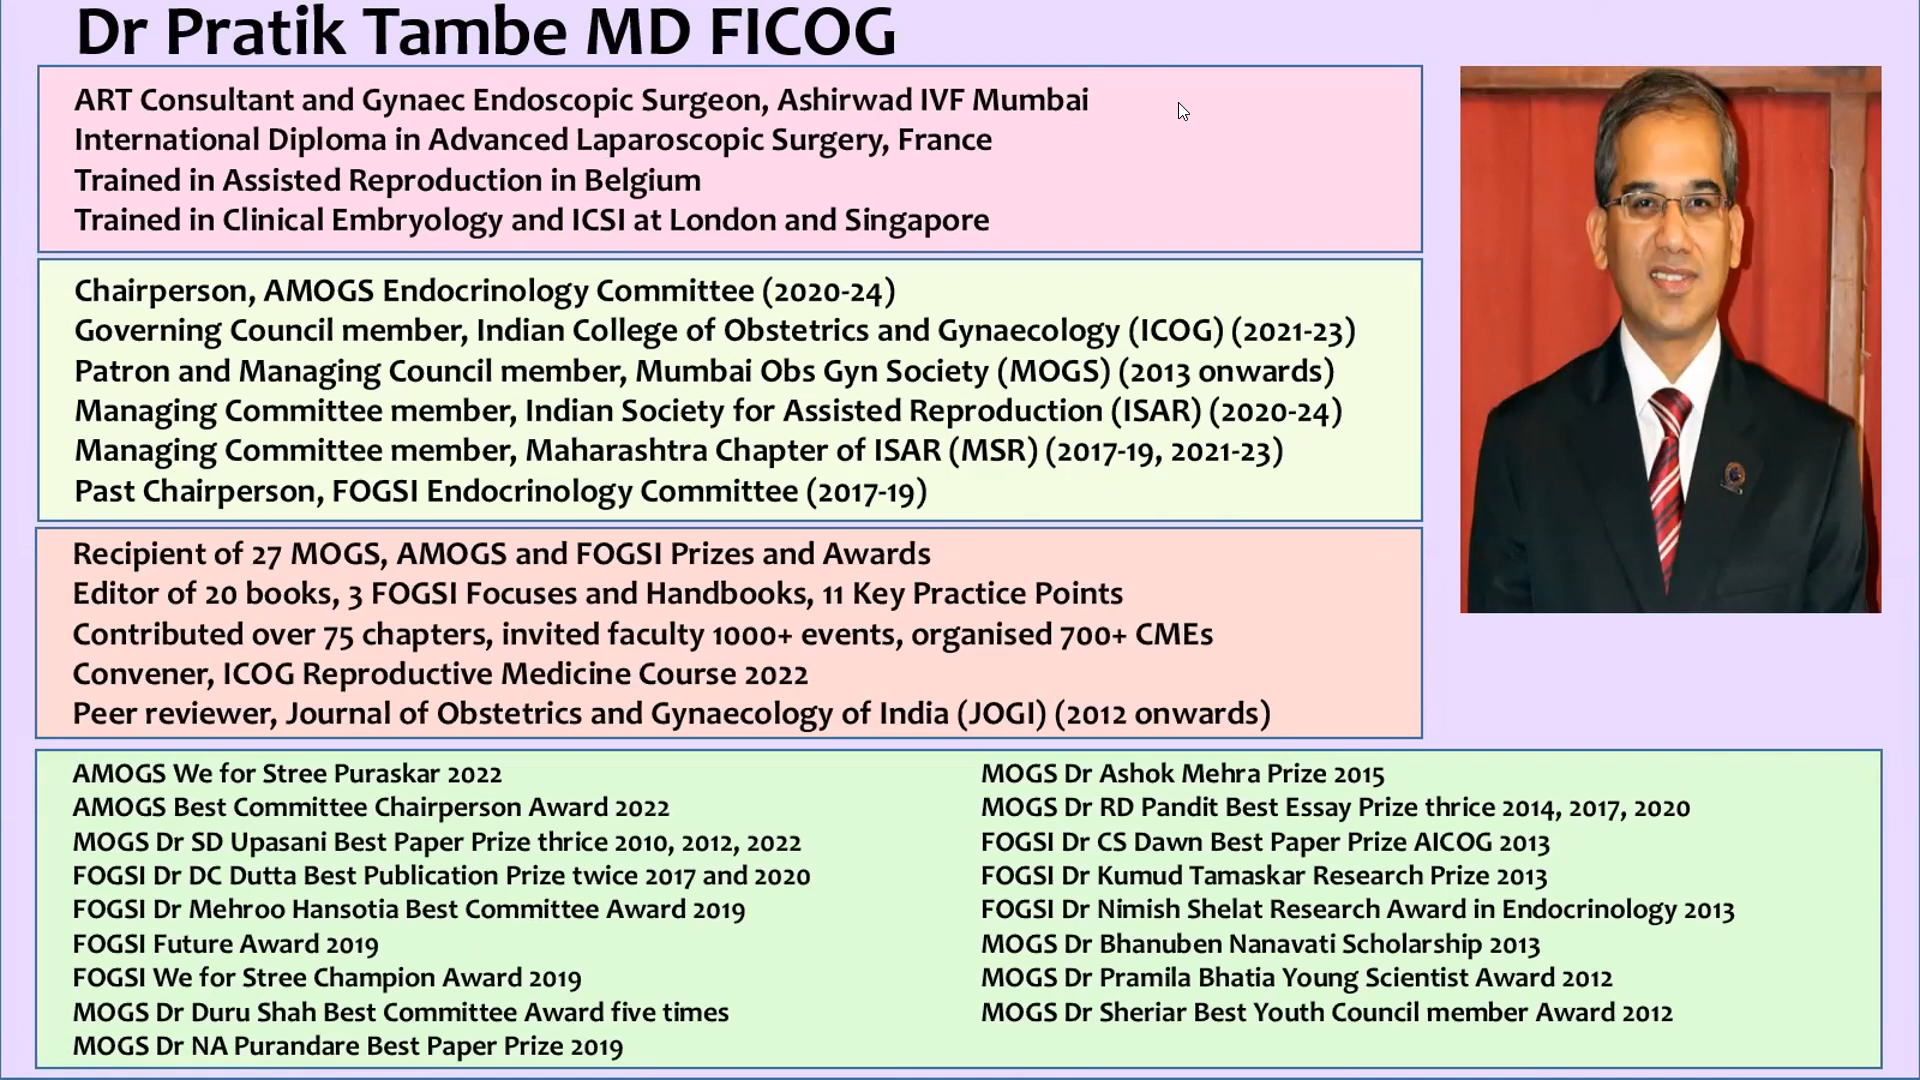 Dr Pratik Tambe MD FICOG
ART Consultant and Gynaec Endoscopic Surgeon, Ashirwad IVF Mumbai
International Diploma in Advanced Laparoscopic Surgery, France
Trained in Assisted Reproduction in Belgium
Trained in Clinical Embryology and ICSI at London and Singapore
Chairperson, AMOGS Endocrinology Committee (2020-24)
Governing Council member, Indian College of Obstetrics and Gynaecology (ICOG) (2021-23)
Patron and Managing Council member, Mumbai Obs Gyn Society (MOGS) (2013 onwards)
Managing Committee member, Indian Society for Assisted Reproduction (ISAR) (2020-24)
Managing Committee member, Maharashtra Chapter of ISAR (MSR) (2017-19, 2021-23)
Past Chairperson, FOGSI Endocrinology Committee (2017-19)
Recipient of 27 MOGS, AMOGS and FOGSI Prizes and Awards
Editor of 20 books, 3 FOGSI Focuses and Handbooks, 11 Key Practice Points
Contributed over 75 chapters, invited faculty 1000+ events, organised 700+ CMEs
Convener, ICOG Reproductive Medicine Course 2022
Peer reviewer, Journal of Obstetrics and Gynaecology of India (JOGI) (2012 onwards)
AMOGS We for Stree Puraskar 2022
AMOGS Best Committee Chairperson Award 2022
MOGS Dr SD Upasani Best Paper Prize thrice 2010, 2012, 2022
FOGSI Dr DC Dutta Best Publication Prize twice 2017 and 2020
FOGSI Dr Mehroo Hansotia Best Committee Award 2019
FOGSI Future Award 2019
FOGSI We for Stree Champion Award 2019
MOGS Dr Duru Shah Best Committee Award five times
MOGS Dr NA Purandare Best Paper Prize 2019
MOGS Dr Ashok Mehra Prize 2015
MOGS Dr RD Pandit Best Essay Prize thrice 2014, 2017, 2020
FOGSI Dr CS Dawn Best Paper Prize AICOG 2013
FOGSI Dr Kumud Tamaskar Research Prize 2013
FOGSI Dr Nimish Shelat Research Award in Endocrinology 2013
MOGS Dr Bhanuben Nanavati Scholarship 2013
MOGS Dr Pramila Bhatia Young Scientist Award 2012
MOGS Dr Sheriar Best Youth Council member Award 2012